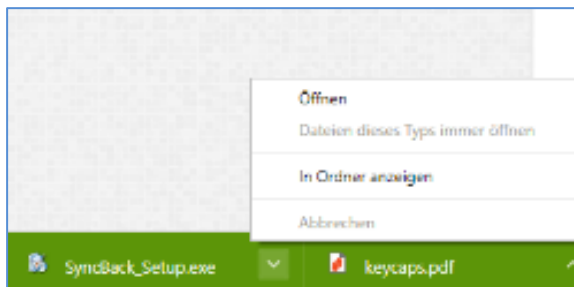 Öffnen
Dateien dieses Typs immer öffnen
In Ordner anzeigen
Abbrechen
SyncBack_Setup.exe
keycaps.pdf